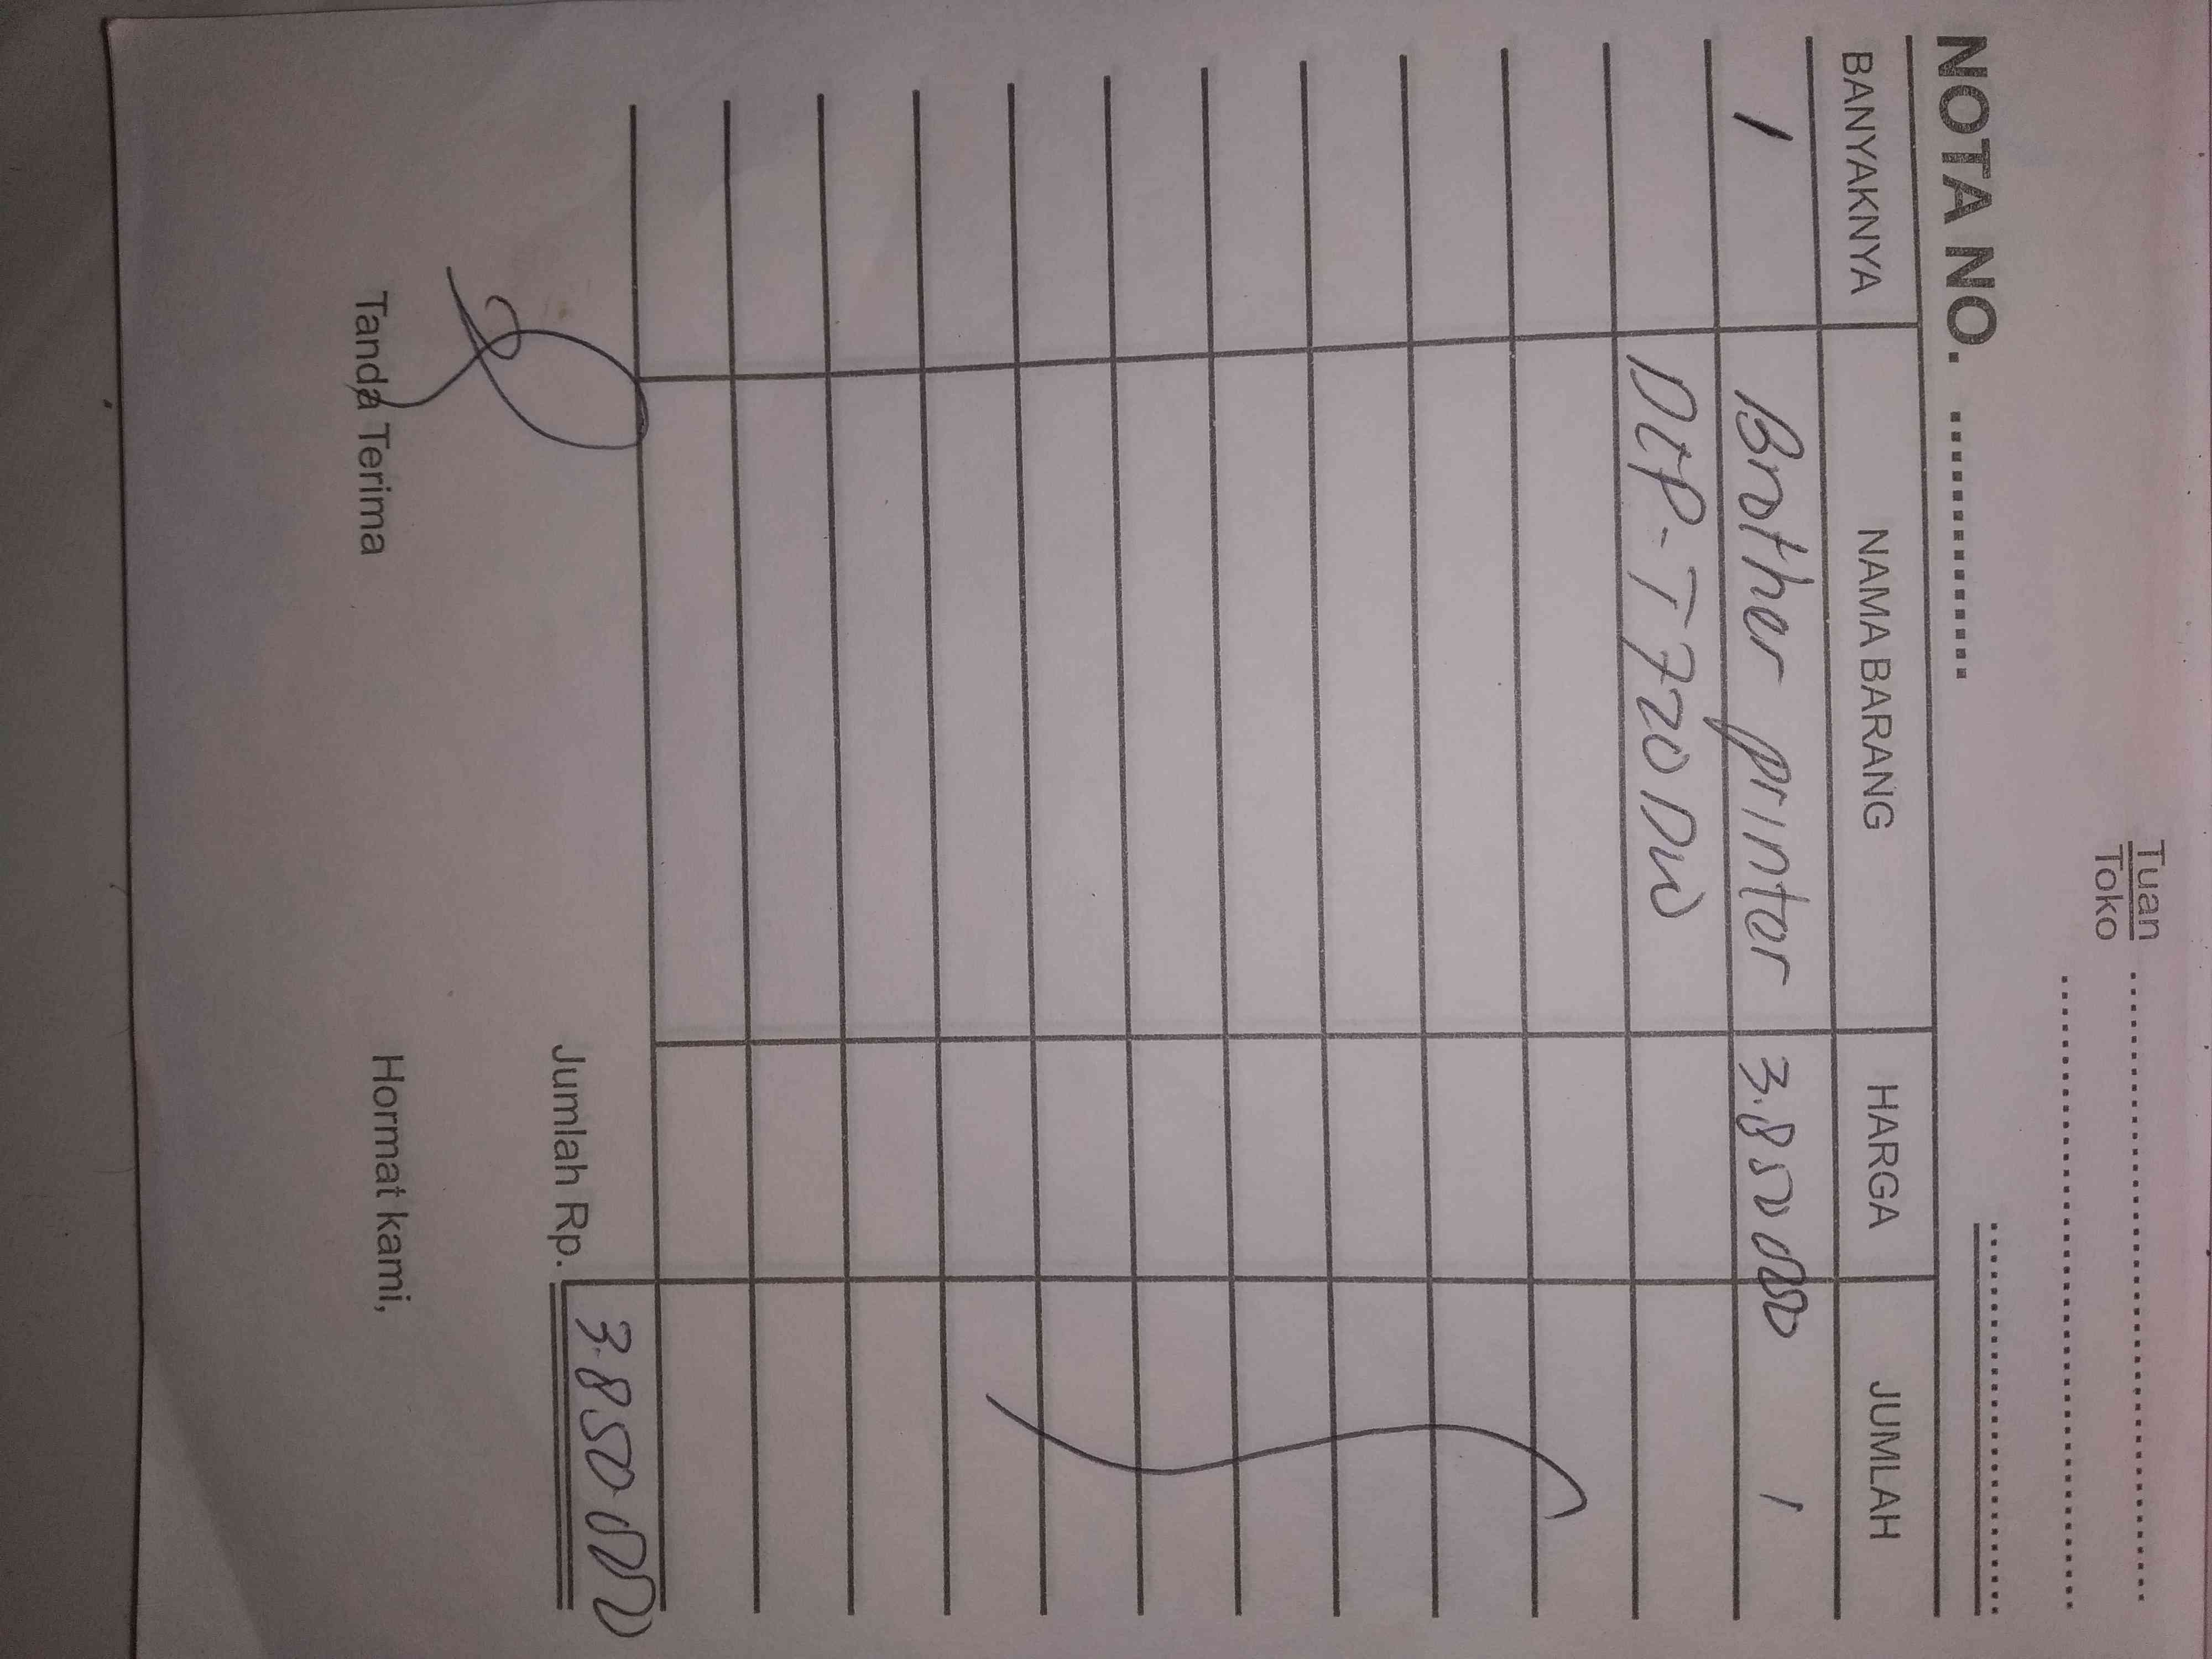 Tuan
Toko
NOTA NO.
BANYAKNYA NAMA BARANG HARGA JUMLAH
1 Brother printer 3.850.000 1
DCP-T720DW
Jumlah Rp. 3.850.000
Tanda Terima Hormat kami,